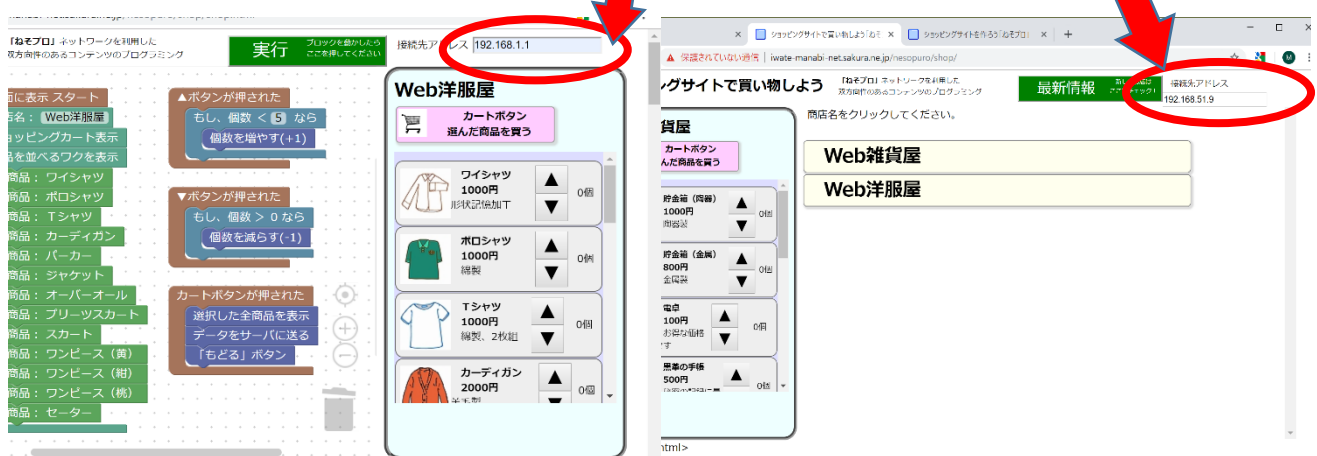 「ねそプロ」ネットワークを利用した
双方向性のあるコンテンツのプログラミング
実行
ブロックを動かしたら
ここを押してください
接続先アドレス 192.168.1.1
面に表示 スタート
店名： Web洋服屋
ョッピングカート表示
品を並べるワクを表示
商品： ワイシャツ
商品： ポロシャツ
商品： Tシャツ
商品： カーディガン
商品： パーカー
商品： ジャケット
商品： オーバーオール
商品： プリーツスカート
商品： スカート
商品： ワンピース（黄）
商品： ワンピース（紺）
商品： ワンピース（桃）
商品： セーター
▲ボタンが押された
もし、個数 < 5 なら
個数を増やす(+1)
▼ボタンが押された
もし、個数 > 0 なら
個数を減らす(-1)
カートボタンが押された
選択した全商品を表示
データをサーバに送る
「もどる」ボタン
Web洋服屋
カートボタン
選んだ商品を買う
ワイシャツ
1000円
形状記憶加工
▲
▼
0個
ポロシャツ
1000円
綿製
▲
▼
0個
Tシャツ
1000円
綿製、2枚組
▲
▼
0個
カーディガン
2000円
▲
▼
0個
ショッピングサイトで買い物しよう「ねそ ×
ショッピングサイトを作ろう「ねそプロ」 ×
保護されていない通信 | iwate-manabi-net.sakura.ne.jp/nesopuro/shop/
ングサイトで買い物しよう
「ねそプロ」ネットワークを利用した
双方向性のあるコンテンツのプログラミング
最新情報
接続先アドレス
192.168.51.9
商店名をクリックしてください。
Web雑貨屋
Web洋服屋
貨屋
カートボタン
んだ商品を買う
貯金箱（陶器）
1000円
陶器製
▲
▼
0個
貯金箱（金属）
800円
金属製
▲
▼
0個
電卓
100円
お得な価格
です
▲
▼
0個
黒革の手帳
500円
▲
0個
html>